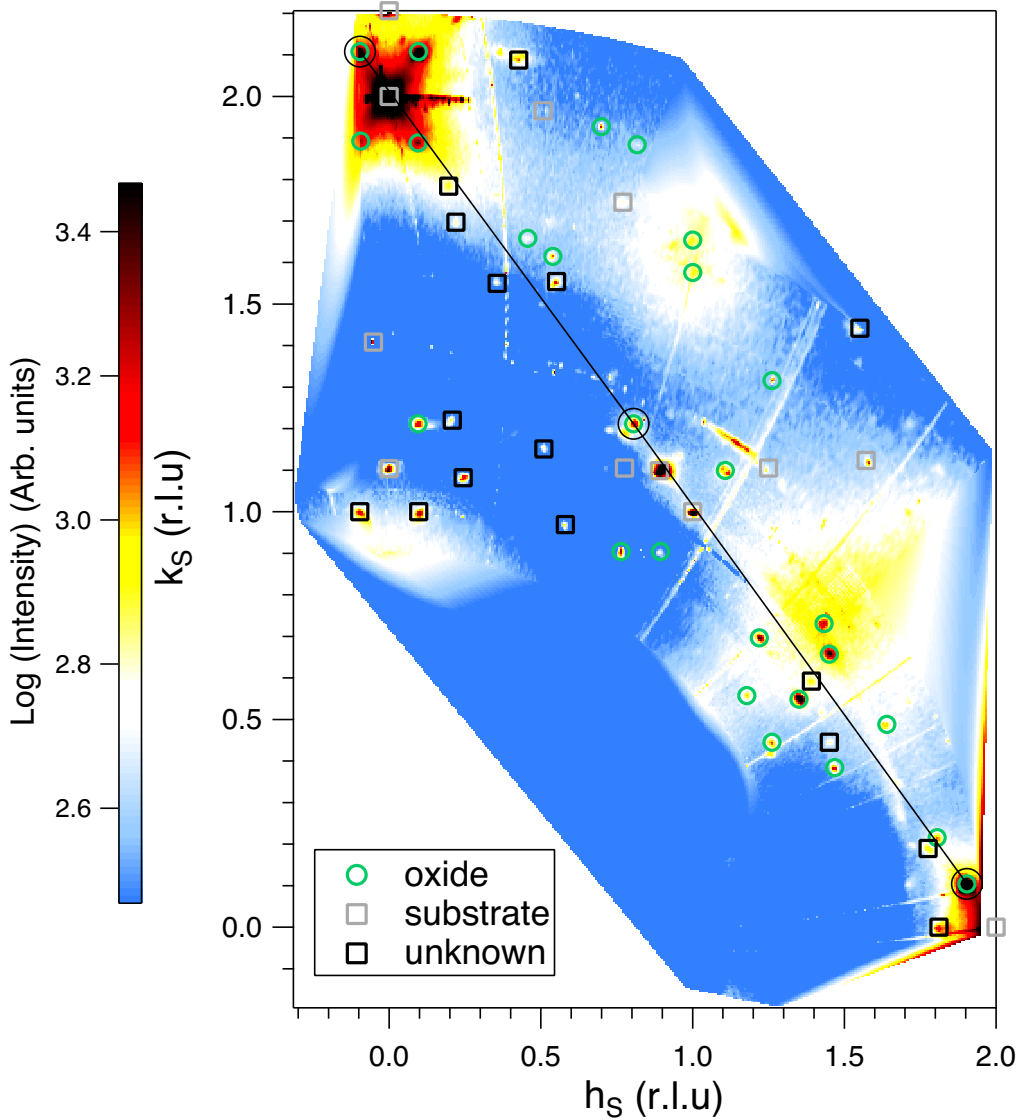 2.0
1.5
1.0
0.5
0.0
k_S (r.l.u)
3.4
3.2
3.0
2.8
2.6
Log (Intensity) (Arb. units)
oxide
substrate
unknown
0.0 0.5 1.0 1.5 2.0
h_S (r.l.u)